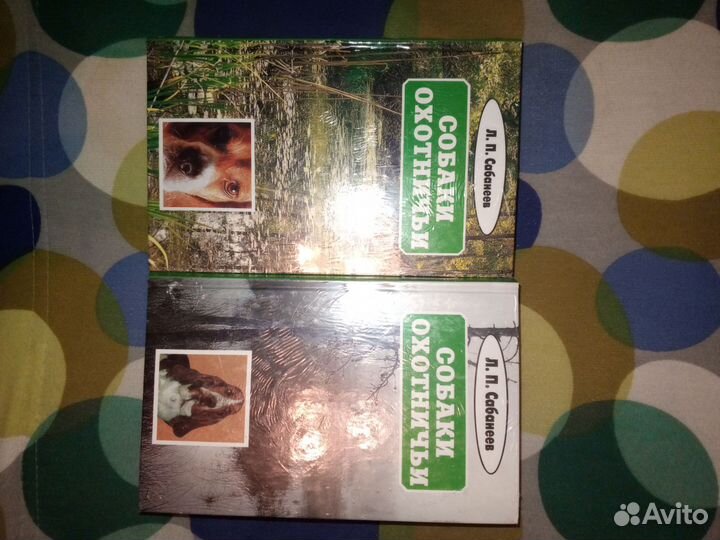 Л. П. Сабанеев
СОБАКИ
ОХОТНИЧЬИ
Л. П. Сабанеев
СОБАКИ
ОХОТНИЧЬИ
Avito